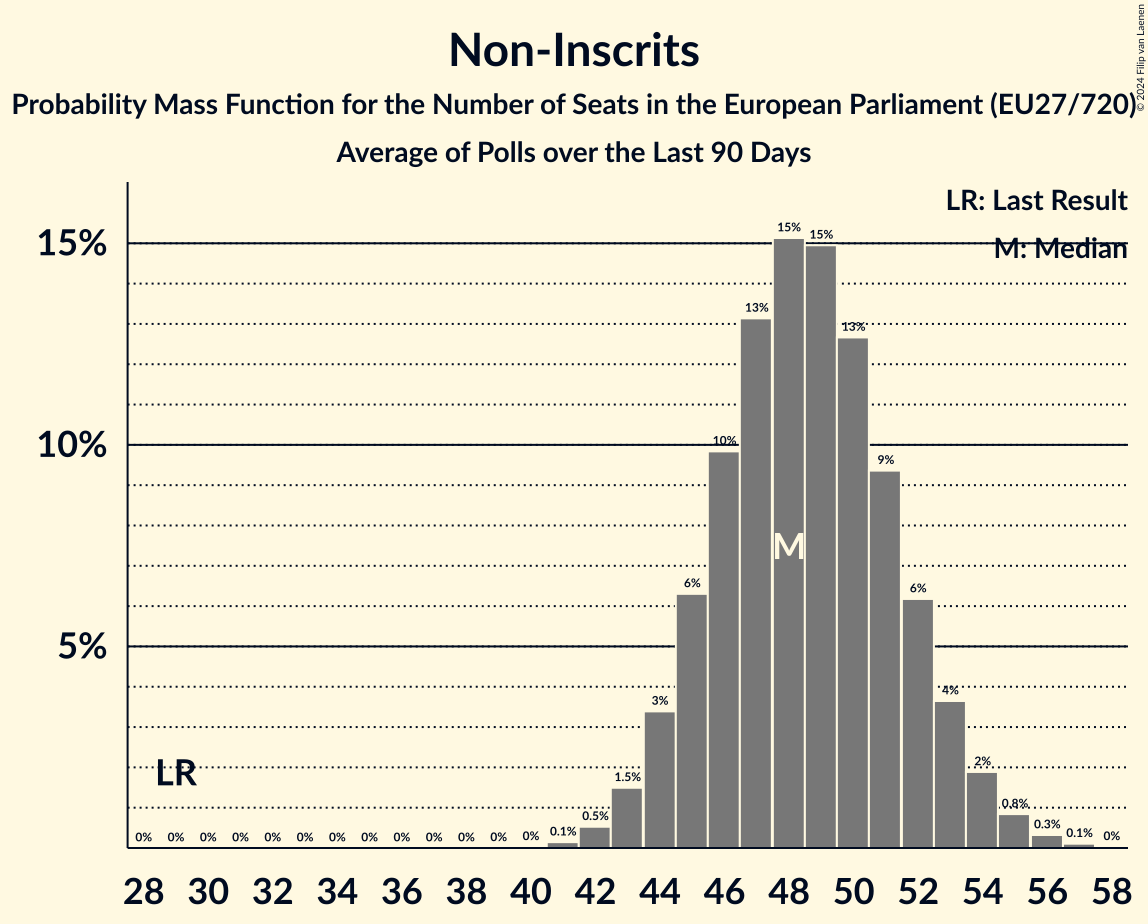 Non-Inscrits
Probability Mass Function for the Number of Seats in the European Parliament (EU27/720)
Average of Polls over the Last 90 Days
© 2024 Filip van Laenen
LR: Last Result
M: Median
15%
10%
5%
15%
15%
13%
13%
10%
9%
M
6%
6%
4%
3%
LR
2%
1.5%
0.8%
0.5%
0.3%
0% 0% 0% 0% 0% 0% 0% 0% 0% 0% 0% 0% 0% 0.1% 0.1% 0%
28 30 32 34 36 38 40 42 44 46 48 50 52 54 56 58